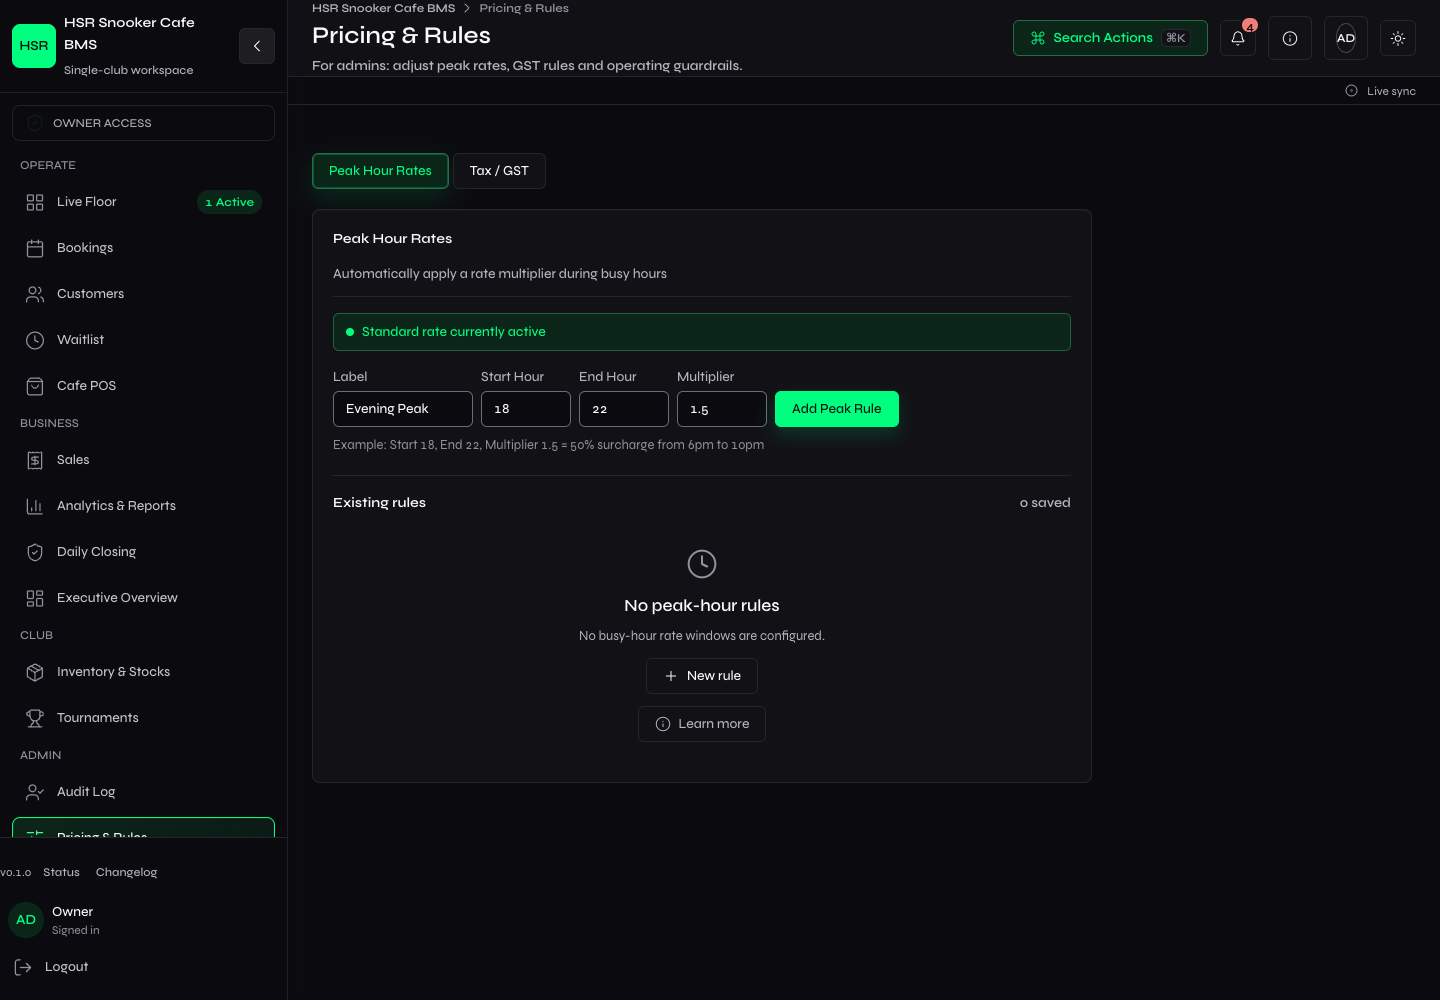 HSR
HSR Snooker Cafe
BMS
Single-club workspace
OWNER ACCESS
OPERATE
Live Floor
1 Active
Bookings
Customers
Waitlist
Cafe POS
BUSINESS
Sales
Analytics & Reports
Daily Closing
Executive Overview
CLUB
Inventory & Stocks
Tournaments
ADMIN
Audit Log
Pricing & Rules
v0.1.0 Status Changelog
AD
Owner
Signed in
Logout
HSR Snooker Cafe BMS > Pricing & Rules
Pricing & Rules
For admins: adjust peak rates, GST rules and operating guardrails.
Search Actions ⌘K
4
AD
Live sync
Peak Hour Rates
Tax / GST
Peak Hour Rates
Automatically apply a rate multiplier during busy hours
Standard rate currently active
Label Start Hour End Hour Multiplier
Evening Peak 18 22 1.5 Add Peak Rule
Example: Start 18, End 22, Multiplier 1.5 = 50% surcharge from 6pm to 10pm
Existing rules 0 saved
No peak-hour rules
No busy-hour rate windows are configured.
New rule
Learn more